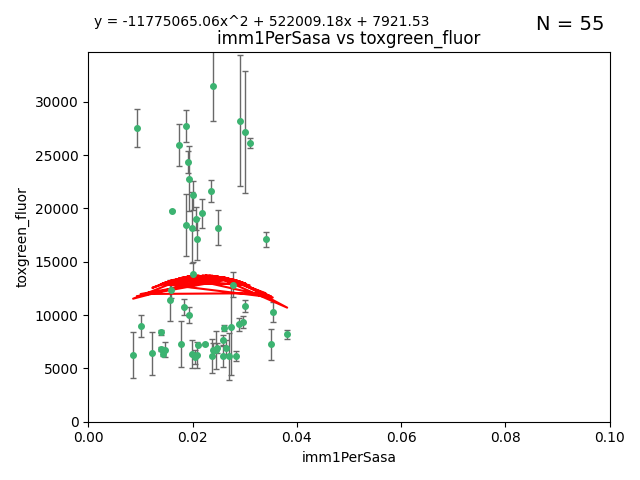 y = -11775065.06x^2 + 522009.18x + 7921.53
N = 55
imm1PerSasa vs toxgreen_fluor
30000
25000
20000
15000
10000
5000
0
toxgreen_fluor
0.00 0.02 0.04 0.06 0.08 0.10
imm1PerSasa